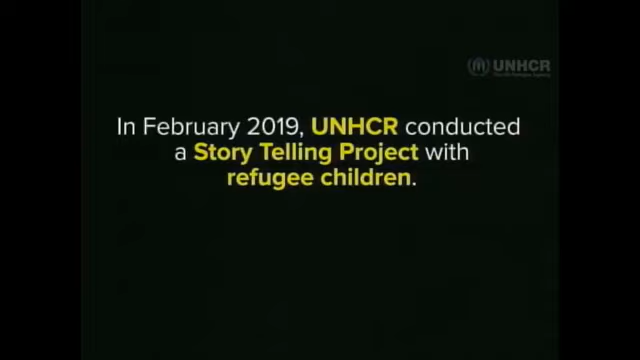 UNHCR
In February 2019, UNHCR conducted
a Story Telling Project with
refugee children.